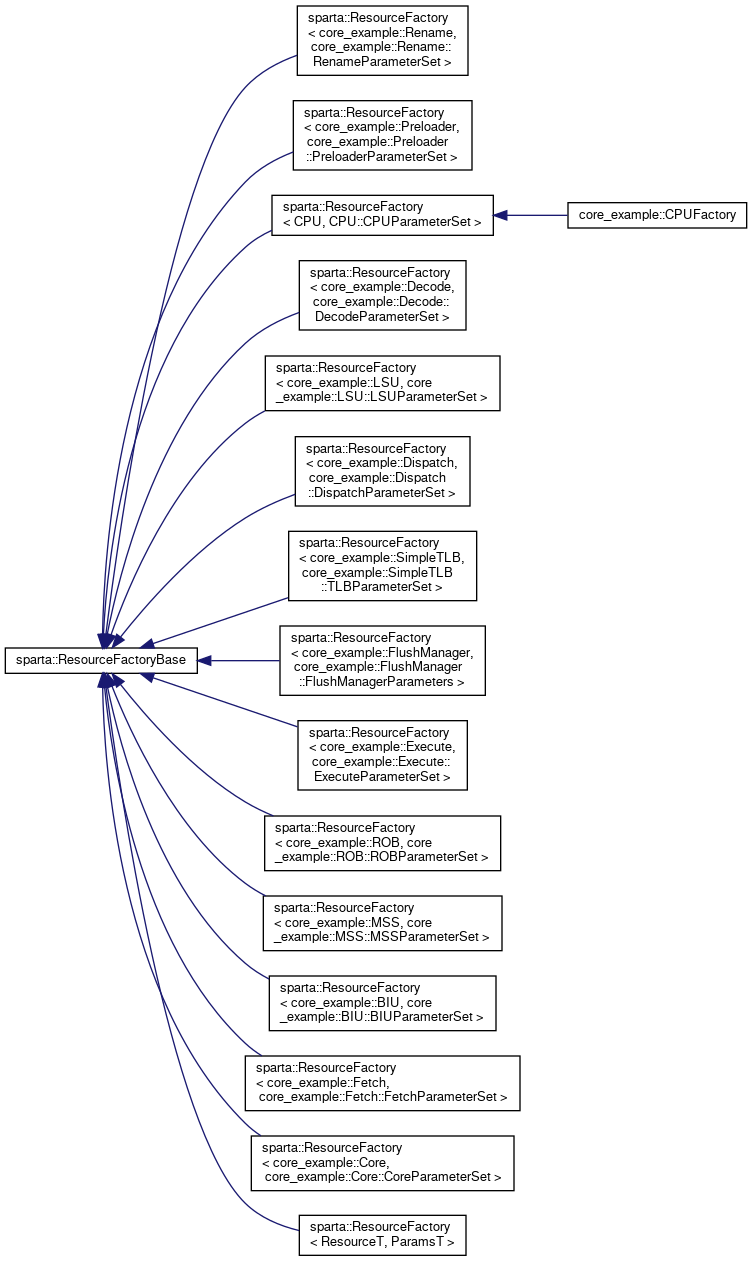 sparta::ResourceFactory
< core_example::Rename,
core_example::Rename::
RenameParameterSet >
sparta::ResourceFactory
< core_example::Preloader,
core_example::Preloader
::PreloaderParameterSet >
sparta::ResourceFactory
< CPU, CPU::CPUParameterSet >
core_example::CPUFactory
sparta::ResourceFactory
< core_example::Decode,
core_example::Decode::
DecodeParameterSet >
sparta::ResourceFactory
< core_example::LSU, core
_example::LSU::LSUParameterSet >
sparta::ResourceFactory
< core_example::Dispatch,
core_example::Dispatch
::DispatchParameterSet >
sparta::ResourceFactory
< core_example::SimpleTLB,
core_example::SimpleTLB
::TLBParameterSet >
sparta::ResourceFactoryBase
sparta::ResourceFactory
< core_example::FlushManager,
core_example::FlushManager
::FlushManagerParameters >
sparta::ResourceFactory
< core_example::Execute,
core_example::Execute::
ExecuteParameterSet >
sparta::ResourceFactory
< core_example::ROB, core
_example::ROB::ROBParameterSet >
sparta::ResourceFactory
< core_example::MSS, core
_example::MSS::MSSParameterSet >
sparta::ResourceFactory
< core_example::BIU, core
_example::BIU::BIUParameterSet >
sparta::ResourceFactory
< core_example::Fetch,
core_example::Fetch::FetchParameterSet >
sparta::ResourceFactory
< core_example::Core,
core_example::Core::CoreParameterSet >
sparta::ResourceFactory
< ResourceT, ParamsT >